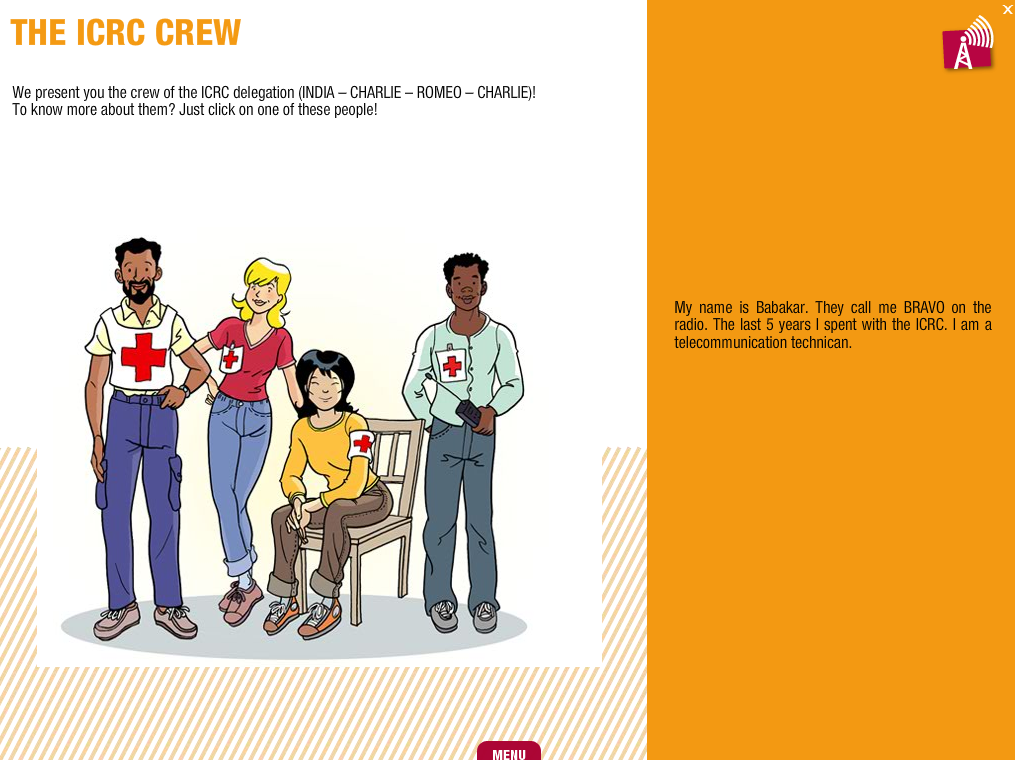 THE ICRC CREW
X
We present you the crew of the ICRC delegation (INDIA – CHARLIE – ROMEO – CHARLIE)!
To know more about them? Just click on one of these people!
My name is Babakar. They call me BRAVO on the
radio. The last 5 years I spent with the ICRC. I am a
telecommunication technican.
MENU